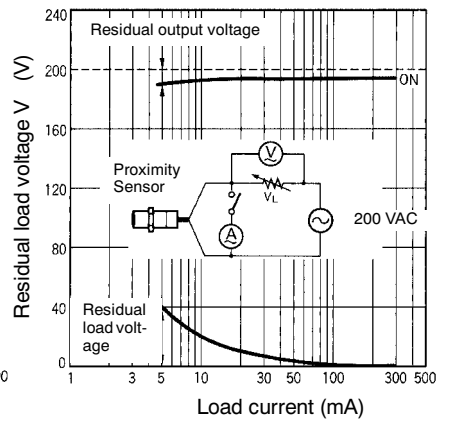 240
Residual output voltage
200
ON
160
Residual load voltage V (V)
V
Proximity
Sensor
VL
120
200 VAC
A
80
40
Residual
load volt-
age
0
1 3 5 10 30 50 100 300 500
Load current (mA)